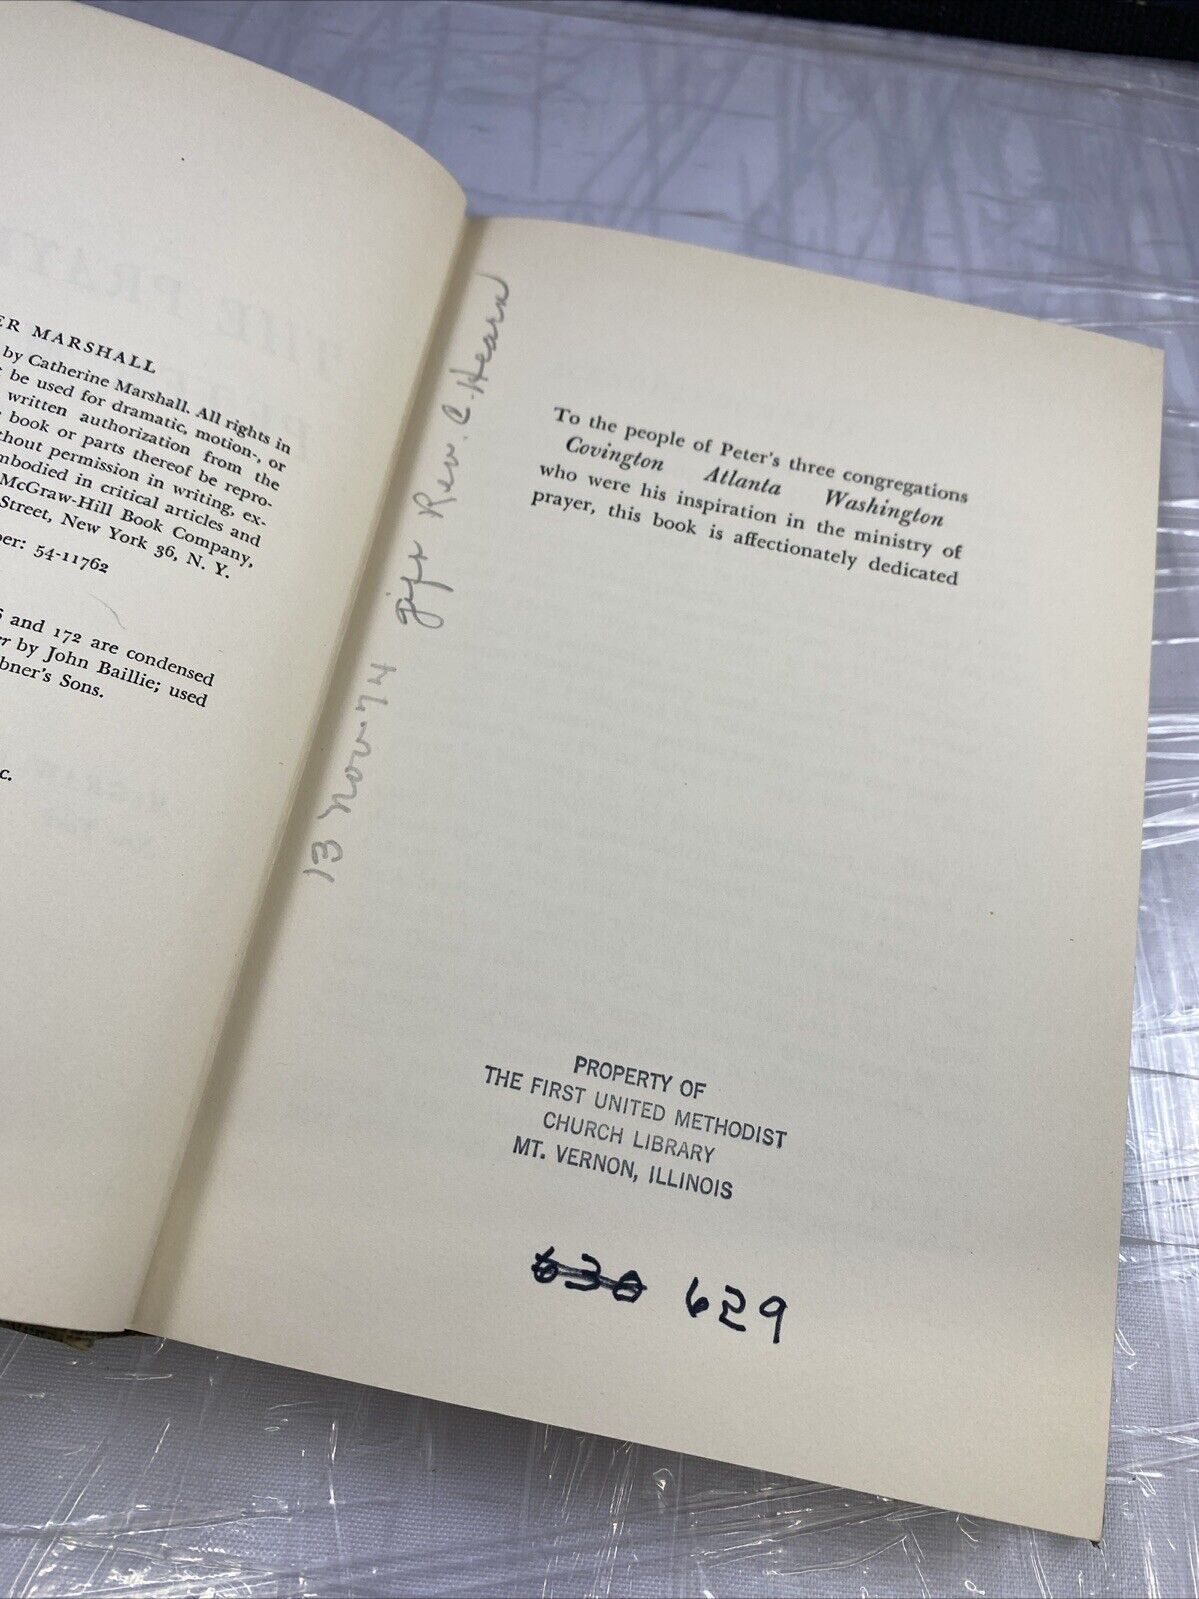 ER MARSHALL
by Catherine Marshall. All rights in
be used for dramatic, motion-, or
written authorization from the
book or parts thereof be repro-
thout permission in writing, ex-
mbodied in critical articles and
McGraw-Hill Book Company,
Street, New York 36, N. Y.
ber: 54-11762
6 and 172 are condensed
by John Baillie; used
bner's Sons.
c.
13 Nov-74 gift Rev. C. Hearn
To the people of Peter's three congregations
Covington Atlanta Washington
who were his inspiration in the ministry of
prayer, this book is affectionately dedicated
PROPERTY OF
THE FIRST UNITED METHODIST
CHURCH LIBRARY
MT. VERNON, ILLINOIS
630 629